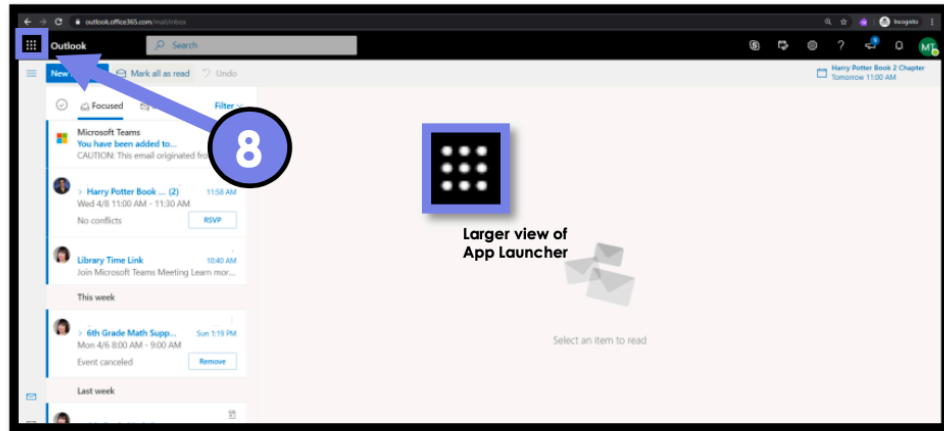 outlook.office365.com/mail/inbox
Incognito
Outlook
Search
?
MT
New
Mark all as read
Undo
Harry Potter Book 2 Chapter
Tomorrow 11:00 AM
Focused
Filter
8
Microsoft Teams
You have been added to...
CAUTION: This email originated fro
> Harry Potter Book ... (2) 11:58 AM
Wed 4/8 11:00 AM - 11:30 AM
No conflicts RSVP
Library Time Link 10:40 AM
Join Microsoft Teams Meeting Learn mor...
Larger view of
App Launcher
This week
> 6th Grade Math Supp... Sun 1:19 PM
Mon 4/6 8:00 AM - 9:00 AM
Event canceled Remove
Select an item to read
Last week